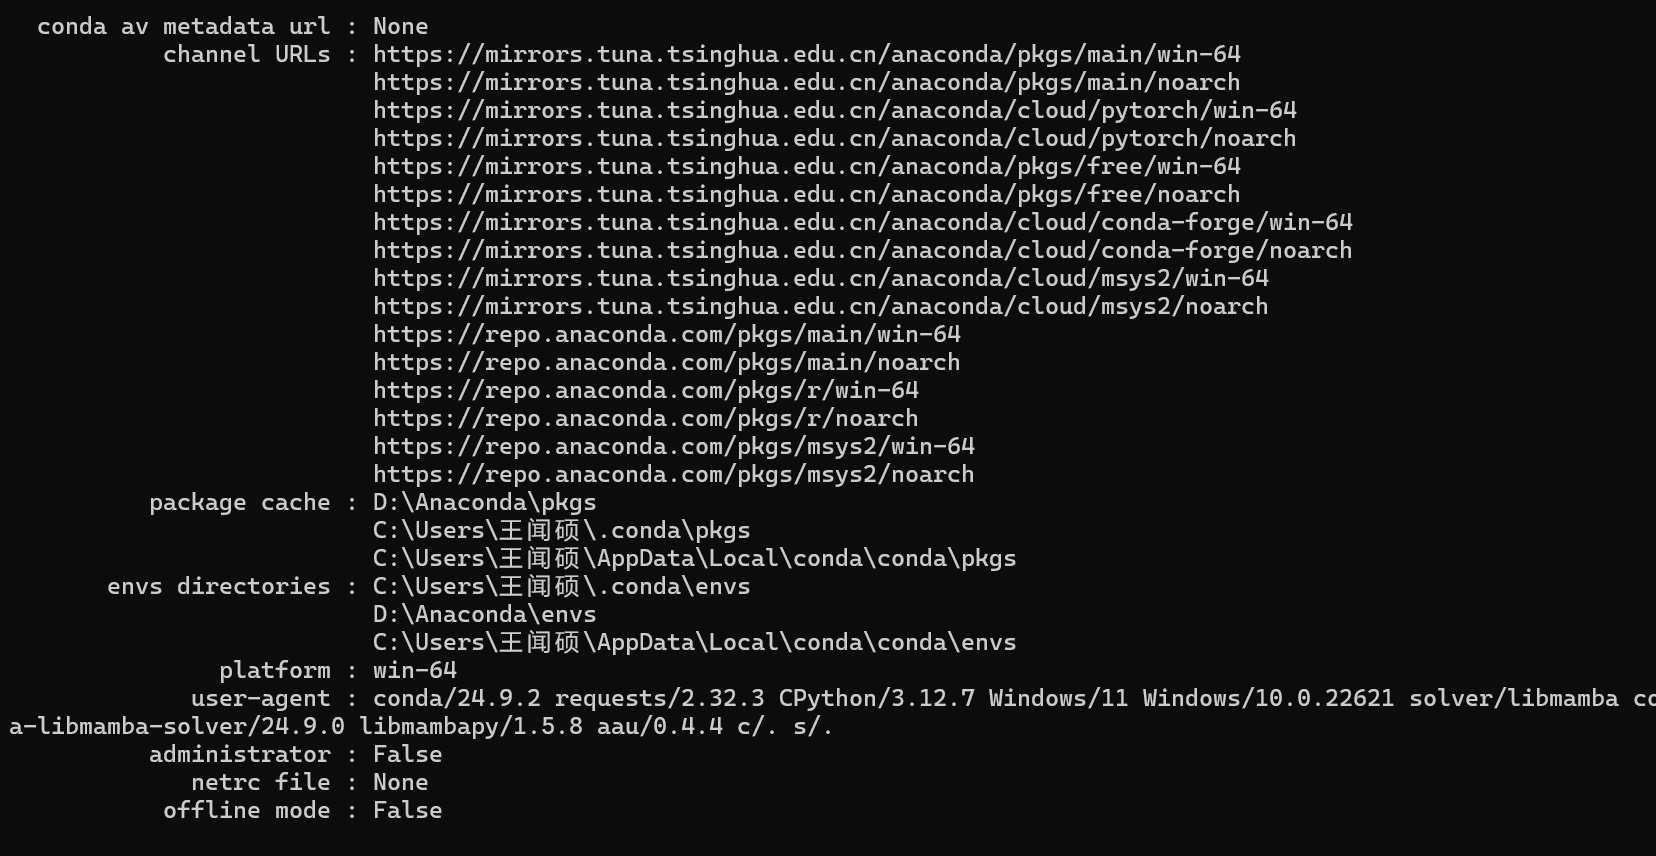 conda av metadata url : None
channel URLs : https://mirrors.tuna.tsinghua.edu.cn/anaconda/pkgs/main/win-64
https://mirrors.tuna.tsinghua.edu.cn/anaconda/pkgs/main/noarch
https://mirrors.tuna.tsinghua.edu.cn/anaconda/cloud/pytorch/win-64
https://mirrors.tuna.tsinghua.edu.cn/anaconda/cloud/pytorch/noarch
https://mirrors.tuna.tsinghua.edu.cn/anaconda/pkgs/free/win-64
https://mirrors.tuna.tsinghua.edu.cn/anaconda/pkgs/free/noarch
https://mirrors.tuna.tsinghua.edu.cn/anaconda/cloud/conda-forge/win-64
https://mirrors.tuna.tsinghua.edu.cn/anaconda/cloud/conda-forge/noarch
https://mirrors.tuna.tsinghua.edu.cn/anaconda/cloud/msys2/win-64
https://mirrors.tuna.tsinghua.edu.cn/anaconda/cloud/msys2/noarch
https://repo.anaconda.com/pkgs/main/win-64
https://repo.anaconda.com/pkgs/main/noarch
https://repo.anaconda.com/pkgs/r/win-64
https://repo.anaconda.com/pkgs/r/noarch
https://repo.anaconda.com/pkgs/msys2/win-64
https://repo.anaconda.com/pkgs/msys2/noarch
package cache : D:\Anaconda\pkgs
C:\Users\王闻硕\.conda\pkgs
C:\Users\王闻硕\AppData\Local\conda\conda\pkgs
envs directories : C:\Users\王闻硕\.conda\envs
D:\Anaconda\envs
C:\Users\王闻硕\AppData\Local\conda\conda\envs
platform : win-64
user-agent : conda/24.9.2 requests/2.32.3 CPython/3.12.7 Windows/11 Windows/10.0.22621 solver/libmamba co
a-libmamba-solver/24.9.0 libmambapy/1.5.8 aau/0.4.4 c/. s/.
administrator : False
netrc file : None
offline mode : False